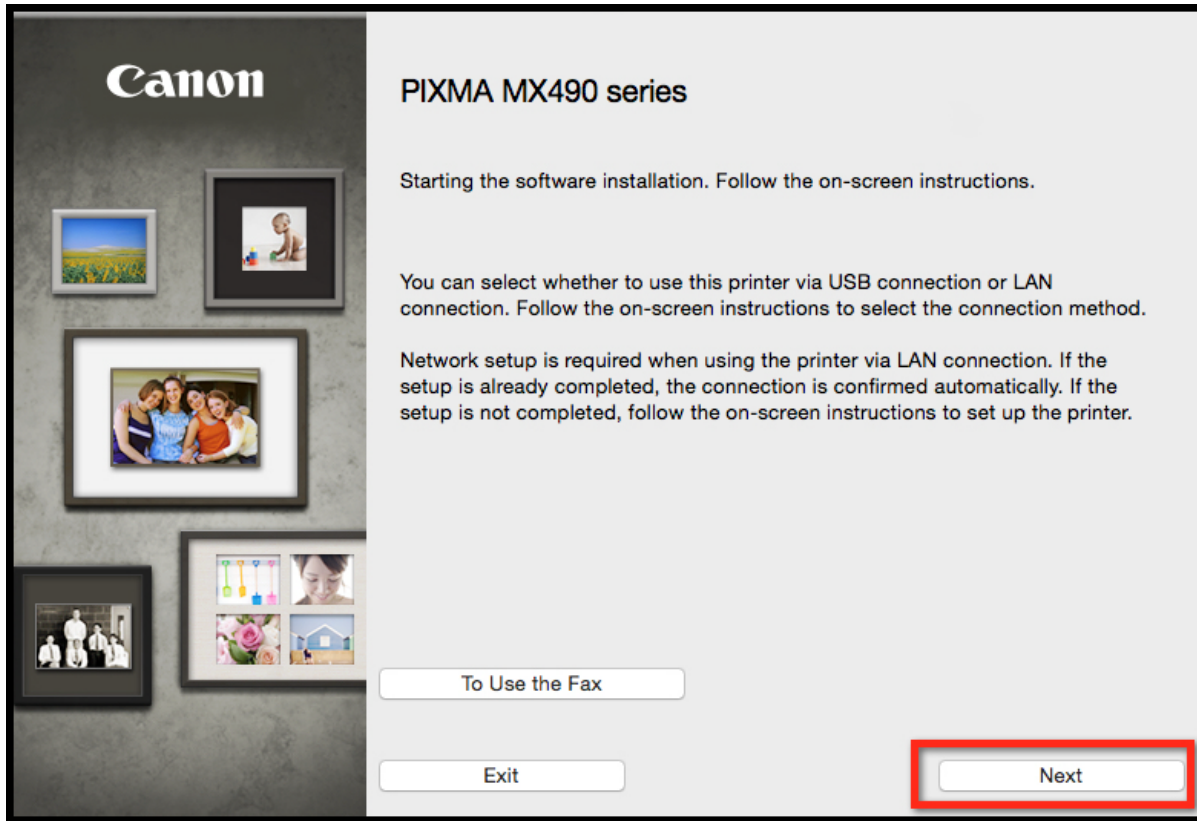 Canon
PIXMA MX490 series
Starting the software installation. Follow the on-screen instructions.
You can select whether to use this printer via USB connection or LAN
connection. Follow the on-screen instructions to select the connection method.
Network setup is required when using the printer via LAN connection. If the
setup is already completed, the connection is confirmed automatically. If the
setup is not completed, follow the on-screen instructions to set up the printer.
To Use the Fax
Exit
Next